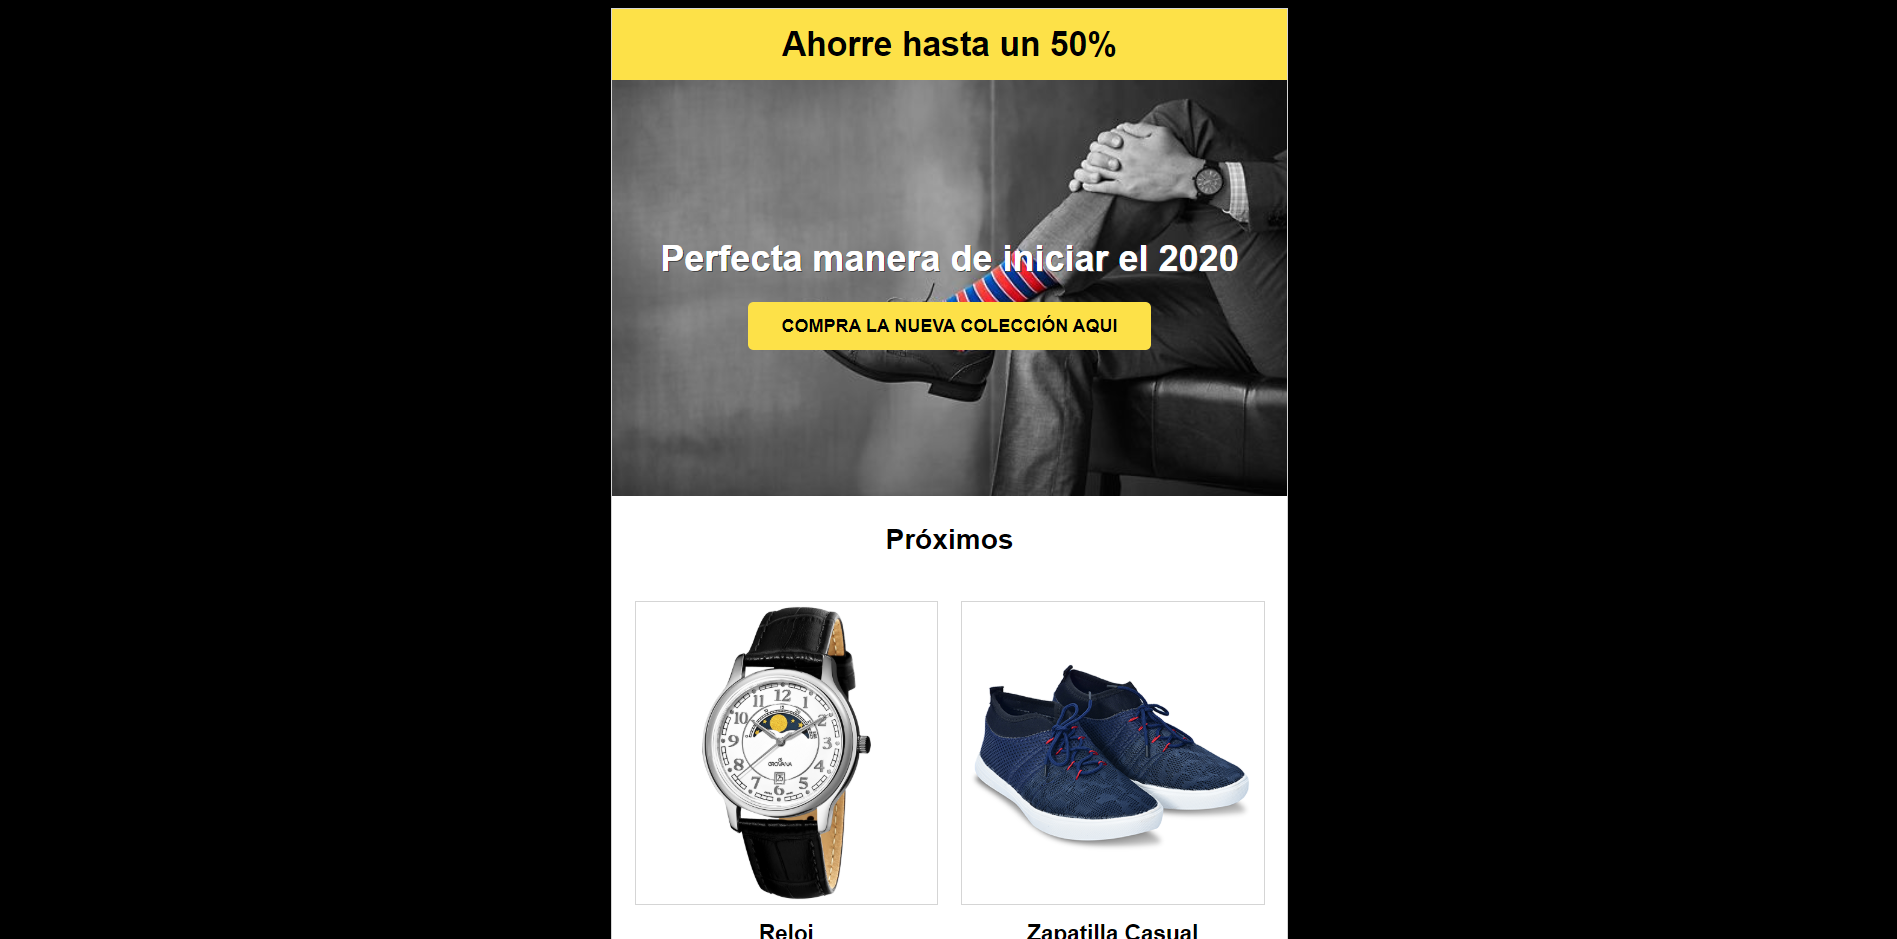 Ahorre hasta un 50%
Perfecta manera de iniciar el 2020
COMPRA LA NUEVA COLECCIÓN AQUI
Próximos
12
11 1
10 2
9 3
8 4
GROVANA
7 5
6
Reloj
Zapatilla Casual